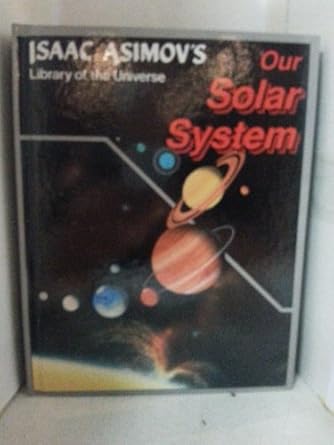 ISAAC ASIMOV'S
Library of the Universe
Our
Solar
System